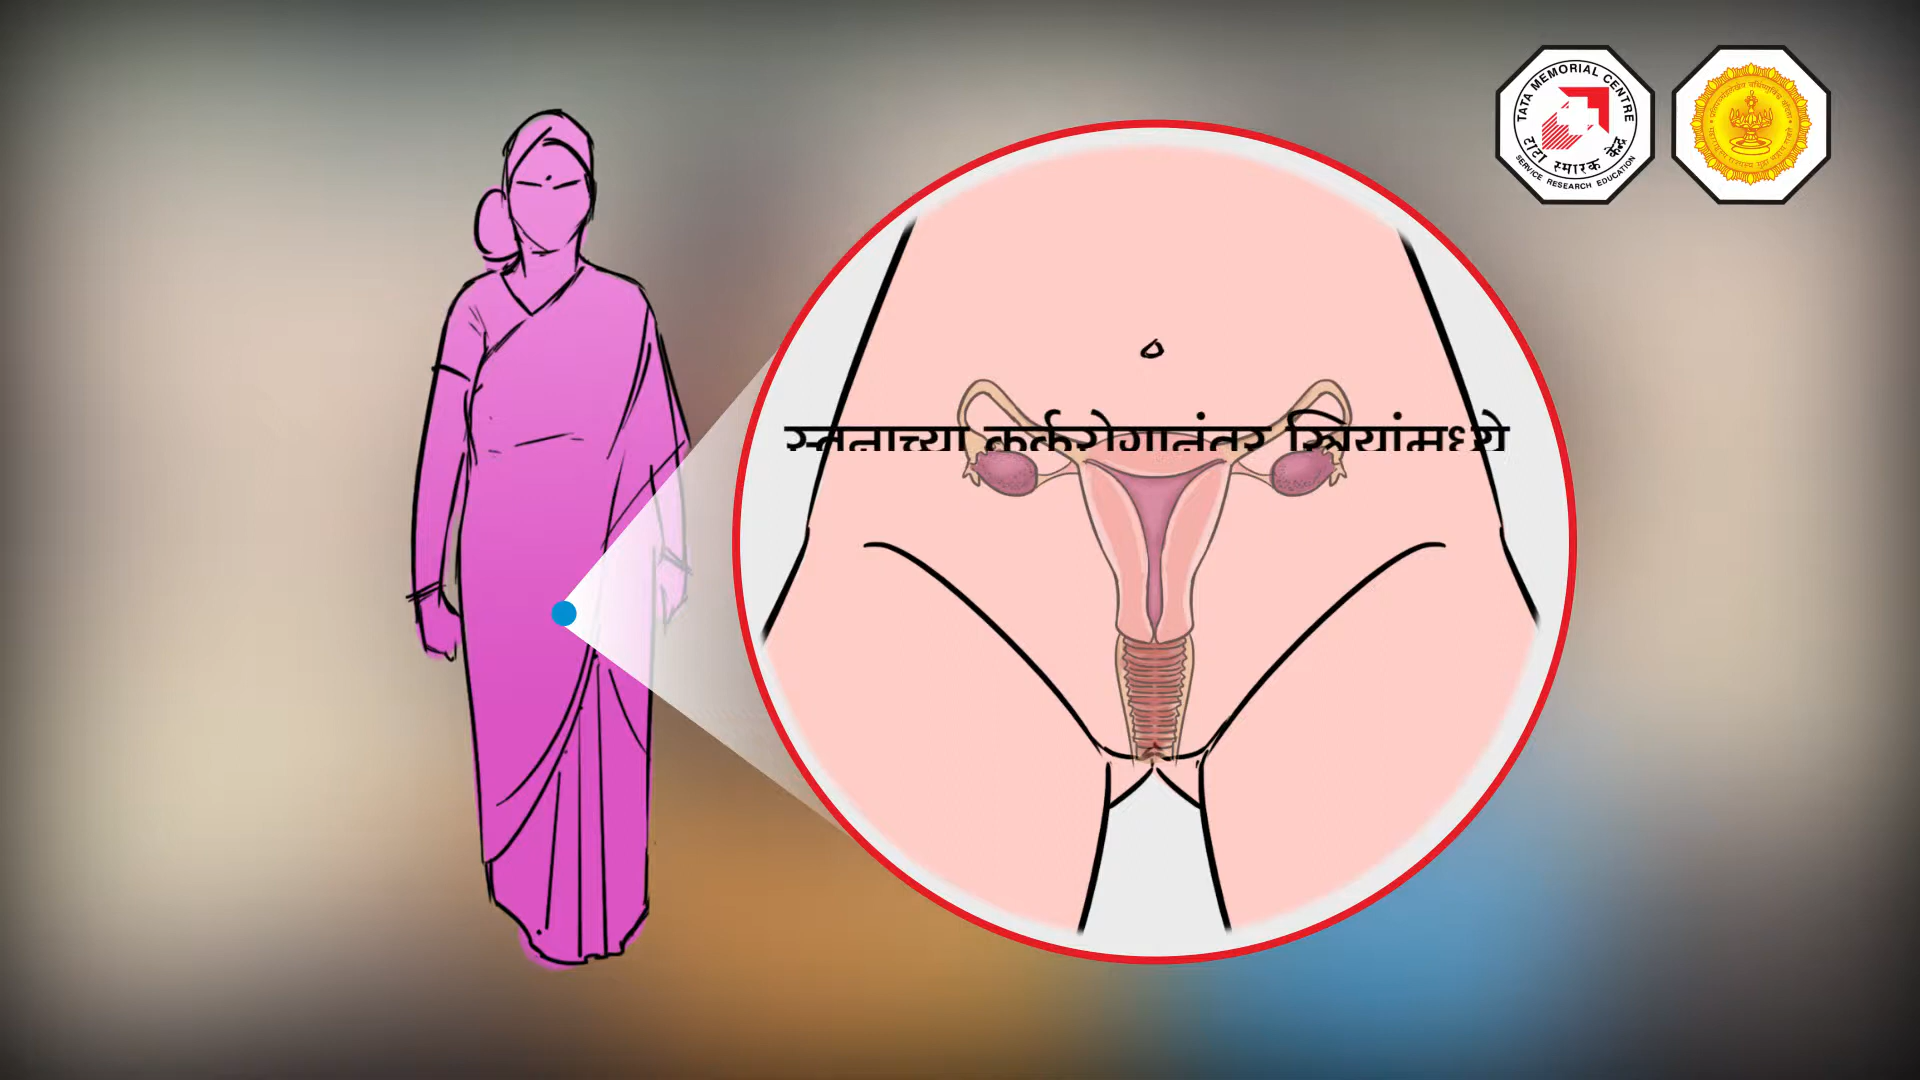 TATA MEMORIAL CENTRE
टाटा स्मारक केंद्र
SERVICE RESEARCH EDUCATION
स्तनाच्या कर्करोगानंतर स्त्रियांमध्ये